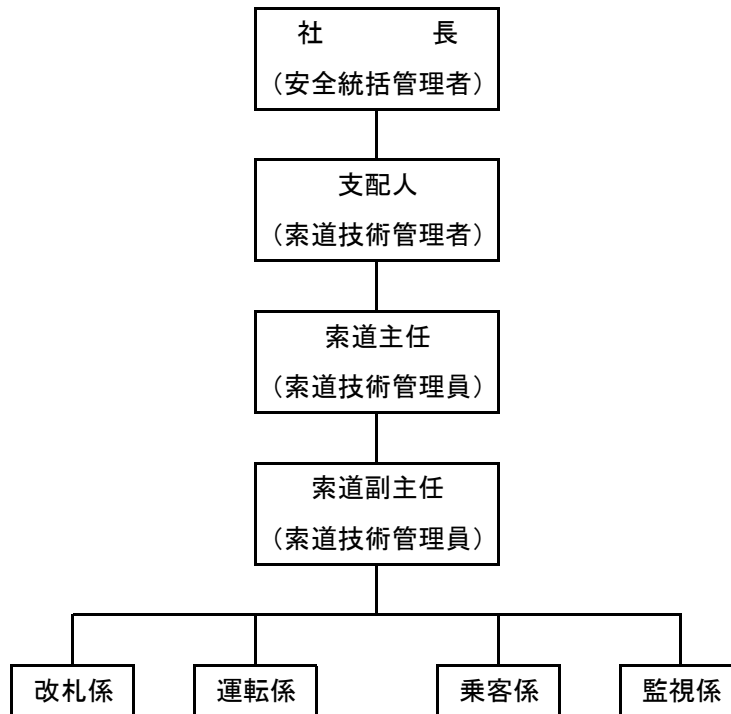 社　　　　長
（安全統括管理者）
支配人
（索道技術管理者）
索道主任
（索道技術管理員）
索道副主任
（索道技術管理員）
改札係
運転係
乗客係
監視係